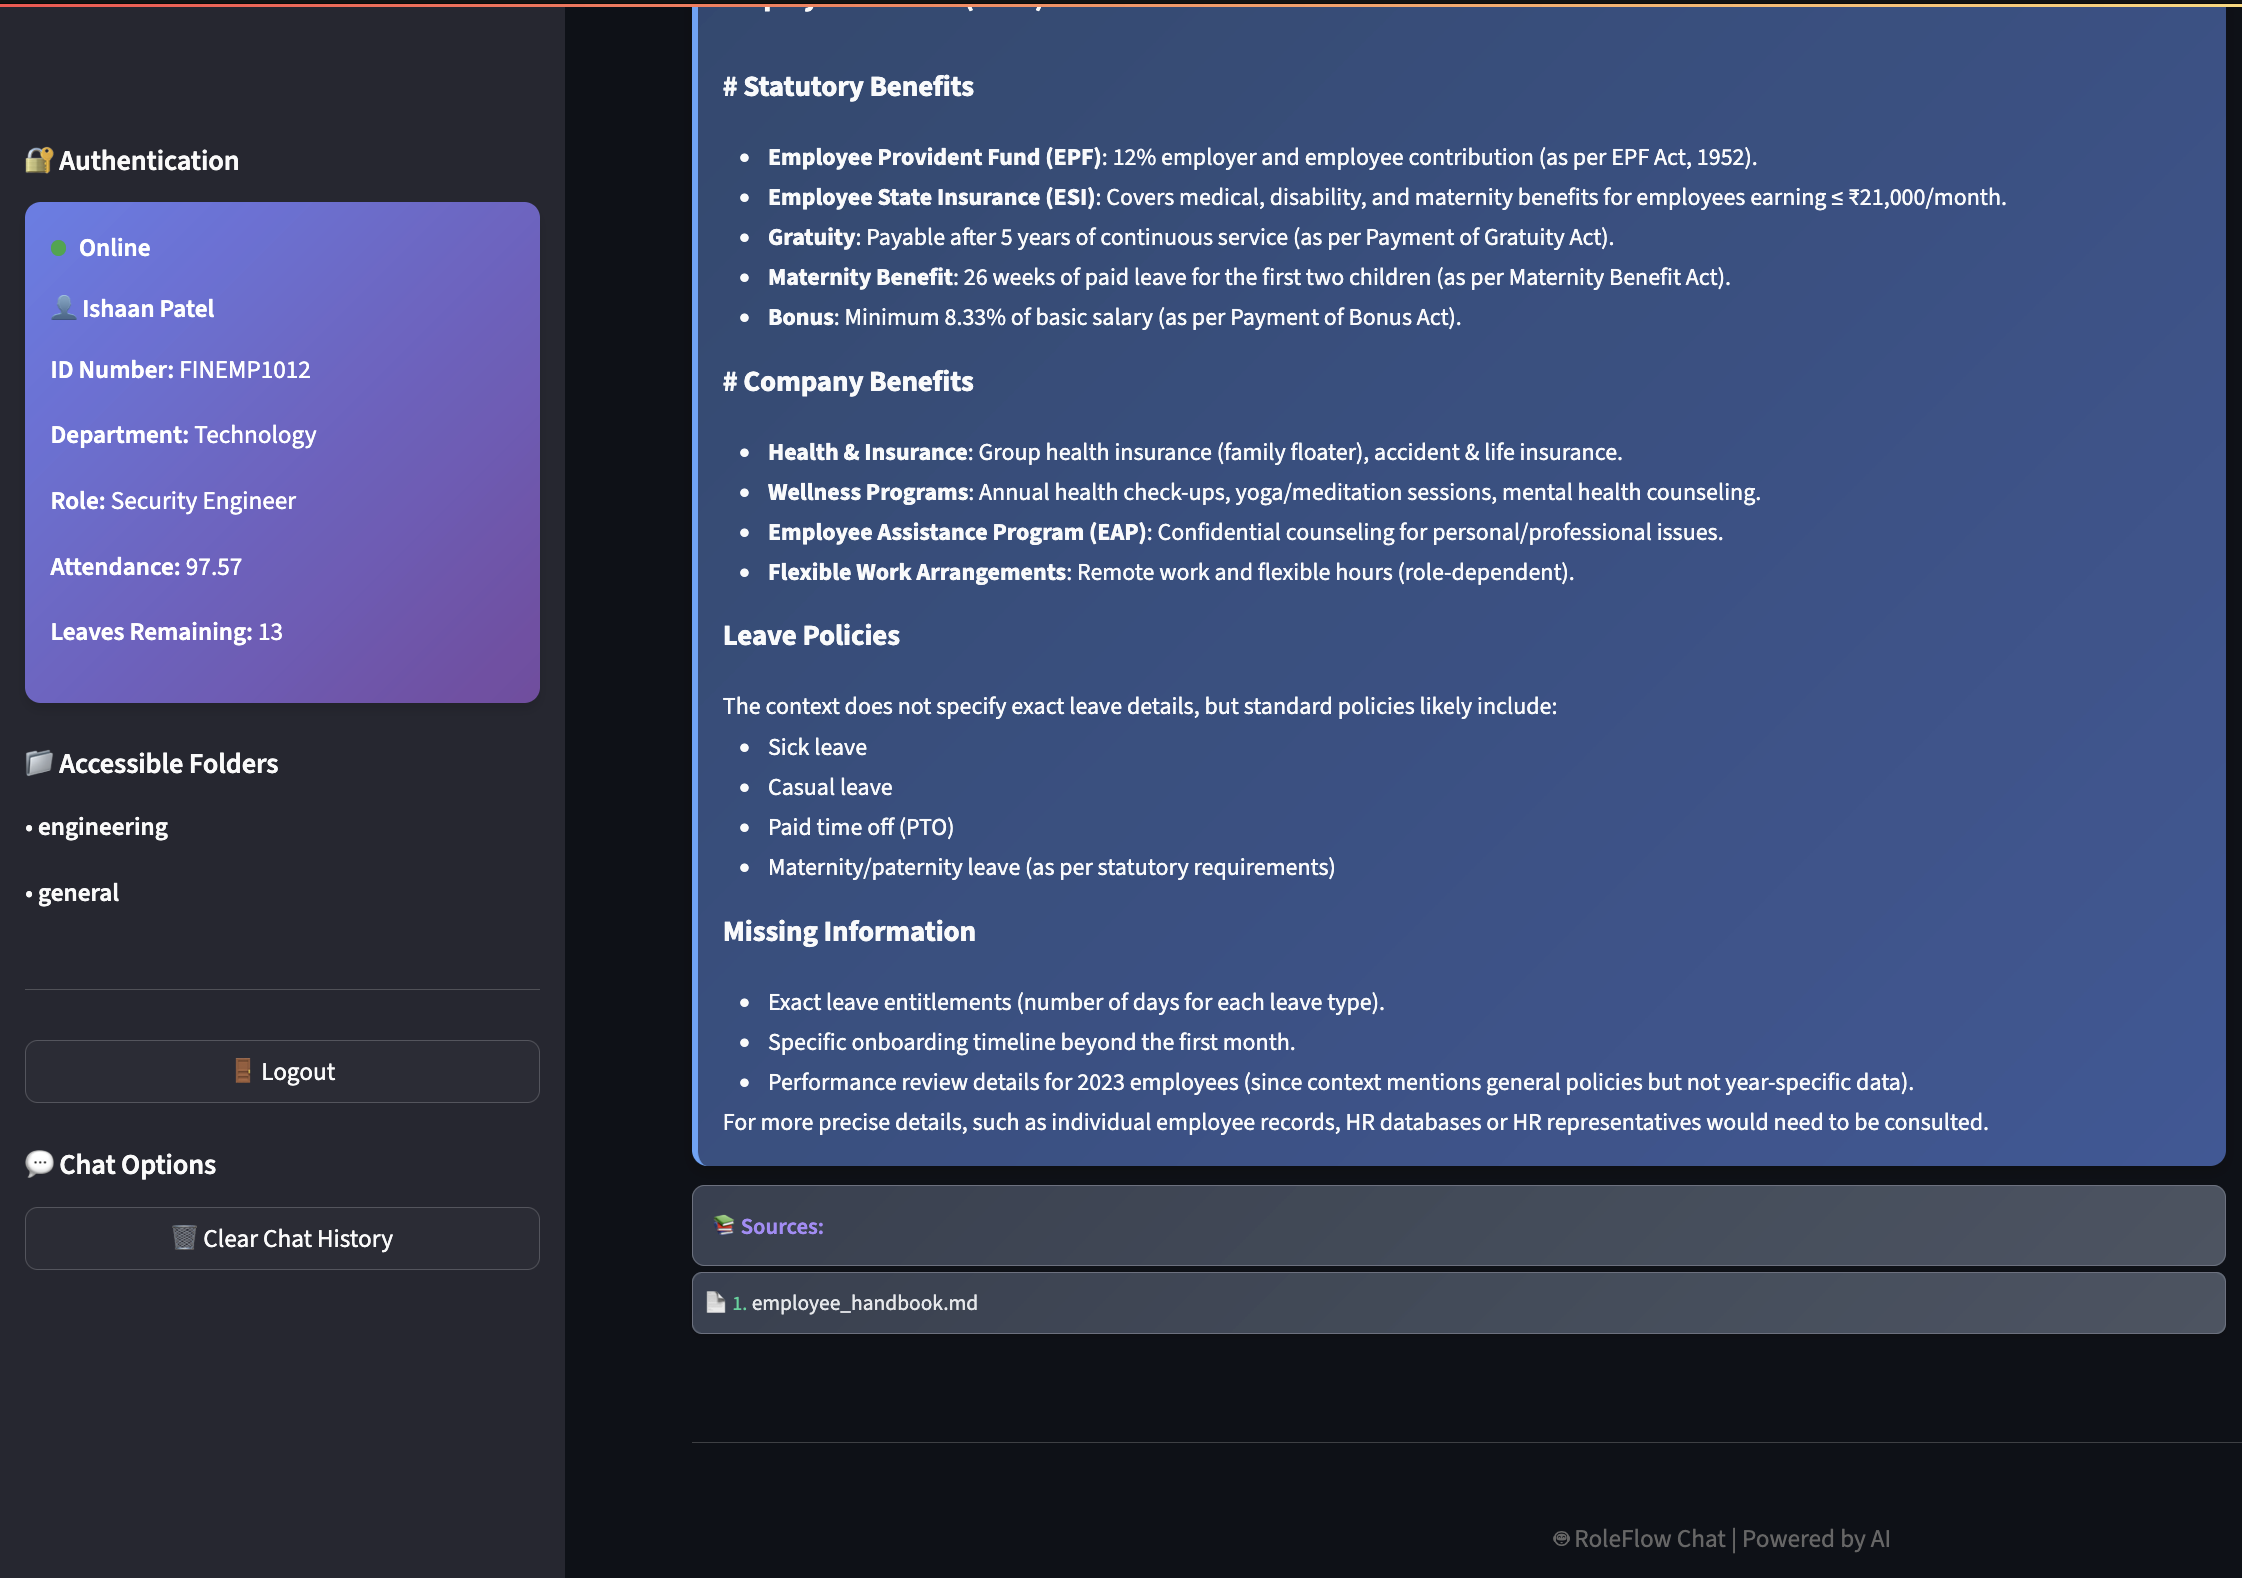 🔐 Authentication
Online
👤 Ishaan Patel
ID Number: FINEMP1012
Department: Technology
Role: Security Engineer
Attendance: 97.57
Leaves Remaining: 13
📁 Accessible Folders
• engineering
• general
🚪 Logout
💬 Chat Options
🗑️ Clear Chat History
# Statutory Benefits
• Employee Provident Fund (EPF): 12% employer and employee contribution (as per EPF Act, 1952).
• Employee State Insurance (ESI): Covers medical, disability, and maternity benefits for employees earning ≤ ₹21,000/month.
• Gratuity: Payable after 5 years of continuous service (as per Payment of Gratuity Act).
• Maternity Benefit: 26 weeks of paid leave for the first two children (as per Maternity Benefit Act).
• Bonus: Minimum 8.33% of basic salary (as per Payment of Bonus Act).
# Company Benefits
• Health & Insurance: Group health insurance (family floater), accident & life insurance.
• Wellness Programs: Annual health check-ups, yoga/meditation sessions, mental health counseling.
• Employee Assistance Program (EAP): Confidential counseling for personal/professional issues.
• Flexible Work Arrangements: Remote work and flexible hours (role-dependent).
Leave Policies
The context does not specify exact leave details, but standard policies likely include:
• Sick leave
• Casual leave
• Paid time off (PTO)
• Maternity/paternity leave (as per statutory requirements)
Missing Information
• Exact leave entitlements (number of days for each leave type).
• Specific onboarding timeline beyond the first month.
• Performance review details for 2023 employees (since context mentions general policies but not year-specific data).
For more precise details, such as individual employee records, HR databases or HR representatives would need to be consulted.
📚 Sources:
📄 1. employee_handbook.md
RoleFlow Chat | Powered by AI